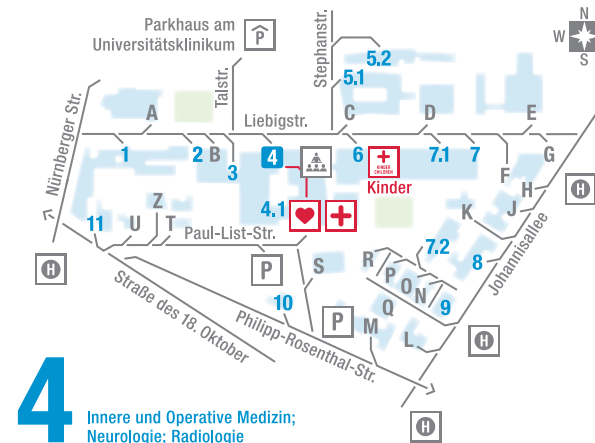 Parkhaus am
Universitätsklinikum
P
N
W
S
Stephanstr.
5.2
5.1
Talstr.
Nürnberger Str.
A
Liebigstr.
C
D
E
1
2
B
3
4
6
KINDER
CHILDREN
Kinder
7.1
7
F
G
H
H
J
K
4.1
Z
11
U
T
Paul-List-Str.
Johannisallee
7.2
8
R
P
O
N
9
H
P
S
Q
10
P
M
L
H
Straße des 18. Oktober
Philipp-Rosenthal-Str.
H
4
Innere und Operative Medizin;
Neurologie; Radiologie